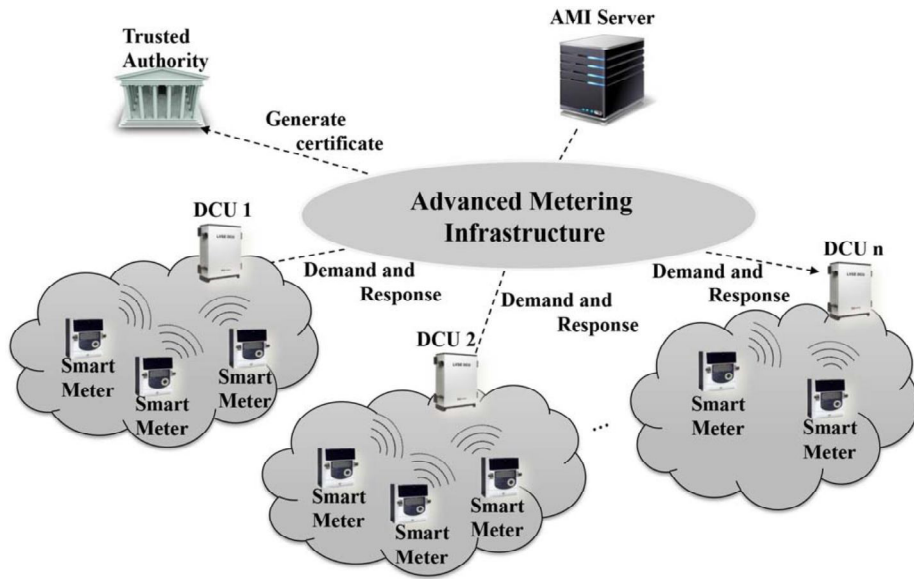 Trusted
Authority
AMI Server
Generate
certificate
Advanced Metering
Infrastructure
DCU 1
DCU n
Demand and
Response
Demand and
Response
Demand and
Response
DCU 2
Smart
Meter
Smart
Meter
Smart
Meter
Smart
Meter
Smart
Meter
...
Smart
Meter
Smart
Meter
Smart
Meter